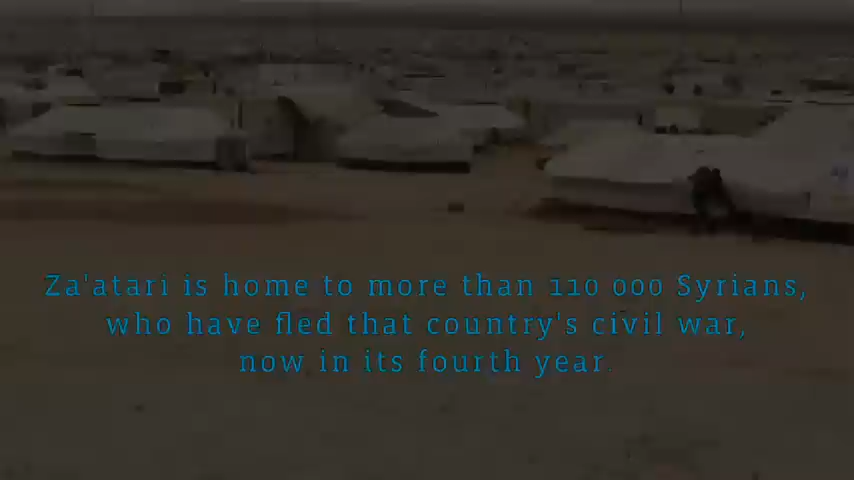 Za'atari is home to more than 110 000 Syrians,
who have fled that country's civil war,
now in its fourth year.